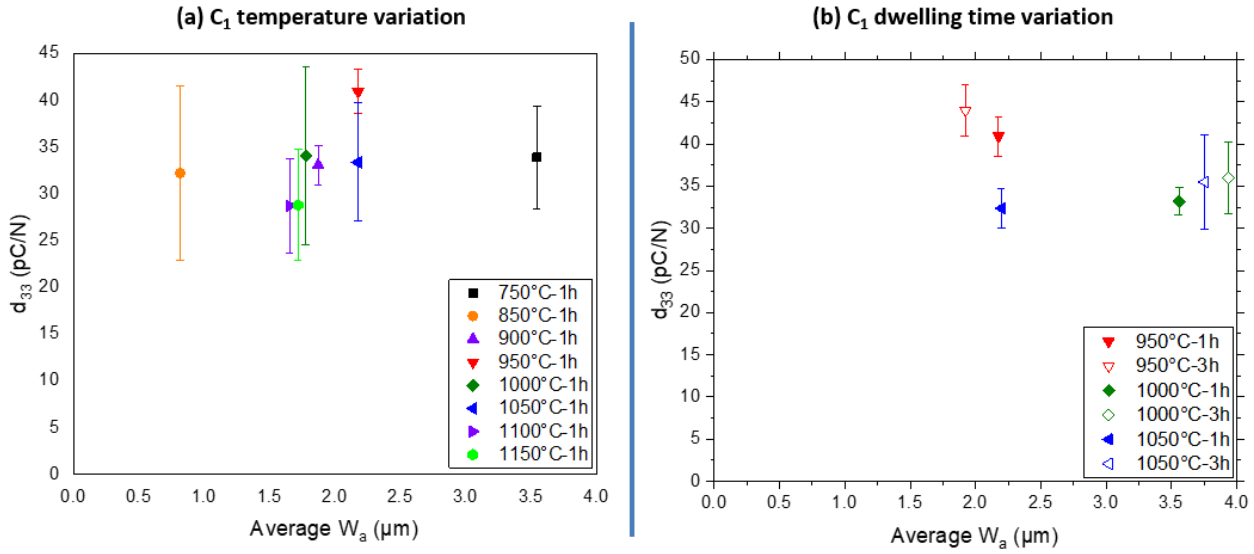 (a) C₁ temperature variation
45
40
35
30
25
20
15
10
5
0
d₃₃ (pC/N)
750°C-1h
850°C-1h
900°C-1h
950°C-1h
1000°C-1h
1050°C-1h
1100°C-1h
1150°C-1h
0.0 0.5 1.0 1.5 2.0 2.5 3.0 3.5 4.0
Average Wₐ (µm)
(b) C₁ dwelling time variation
50
45
40
35
30
25
20
15
10
5
0
d₃₃ (pC/N)
950°C-1h
950°C-3h
1000°C-1h
1000°C-3h
1050°C-1h
1050°C-3h
0.0 0.5 1.0 1.5 2.0 2.5 3.0 3.5 4.0
Average Wₐ (µm)